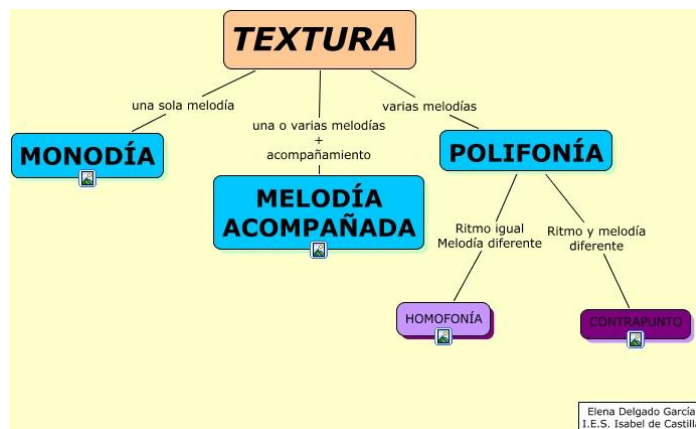 TEXTURA
una sola melodía
una o varias melodías
+
acompañamiento
varias melodías
MONODÍA
MELODÍA
ACOMPAÑADA
POLIFONÍA
Ritmo igual
Melodía diferente
Ritmo y melodía
diferente
HOMOFONÍA
CONTRAPUNTO
Elena Delgado García
I.E.S. Isabel de Castill